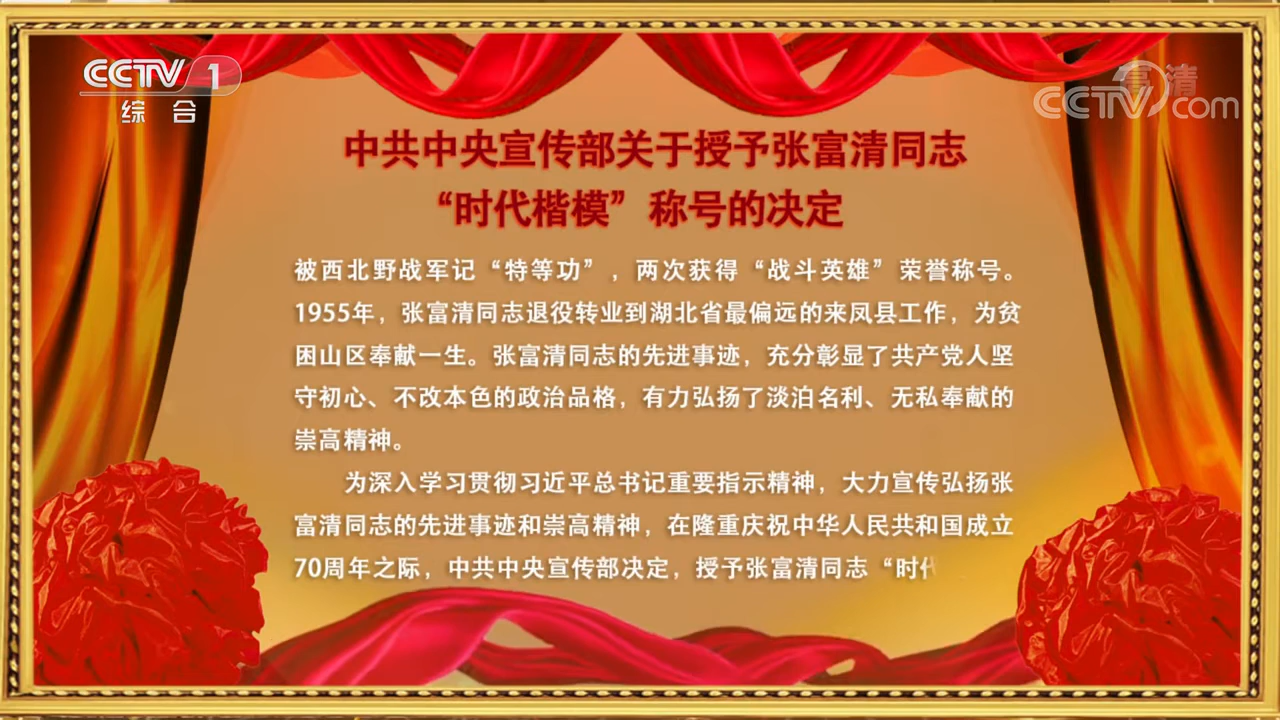 CCTV 1
综合
高清
CCTV.com
中共中央宣传部关于授予张富清同志
“时代楷模”称号的决定
被西北野战军记“特等功”，两次获得“战斗英雄”荣誉称号。
1955年，张富清同志退役转业到湖北省最偏远的来凤县工作，为贫
困山区奉献一生。张富清同志的先进事迹，充分彰显了共产党人坚
守初心、不改本色的政治品格，有力弘扬了淡泊名利、无私奉献的
崇高精神。
为深入学习贯彻习近平总书记重要指示精神，大力宣传弘扬张
富清同志的先进事迹和崇高精神，在隆重庆祝中华人民共和国成立
70周年之际，中共中央宣传部决定，授予张富清同志“时代